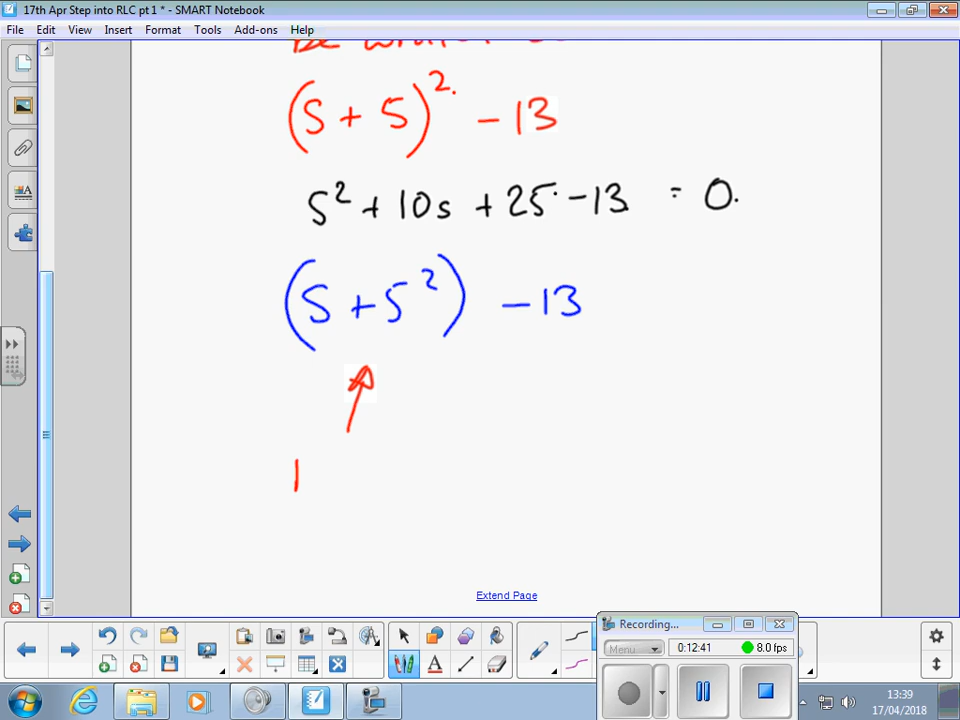 17th Apr Step into RLC pt 1 * - SMART Notebook
File Edit View Insert Format Tools Add-ons Help
(s + 5)² - 13
s² + 10s + 25 - 13 = 0.
(s + 5²) - 13
Extend Page
Recording...
Menu
0:12:41
8.0 fps
A
13:39
17/04/2018